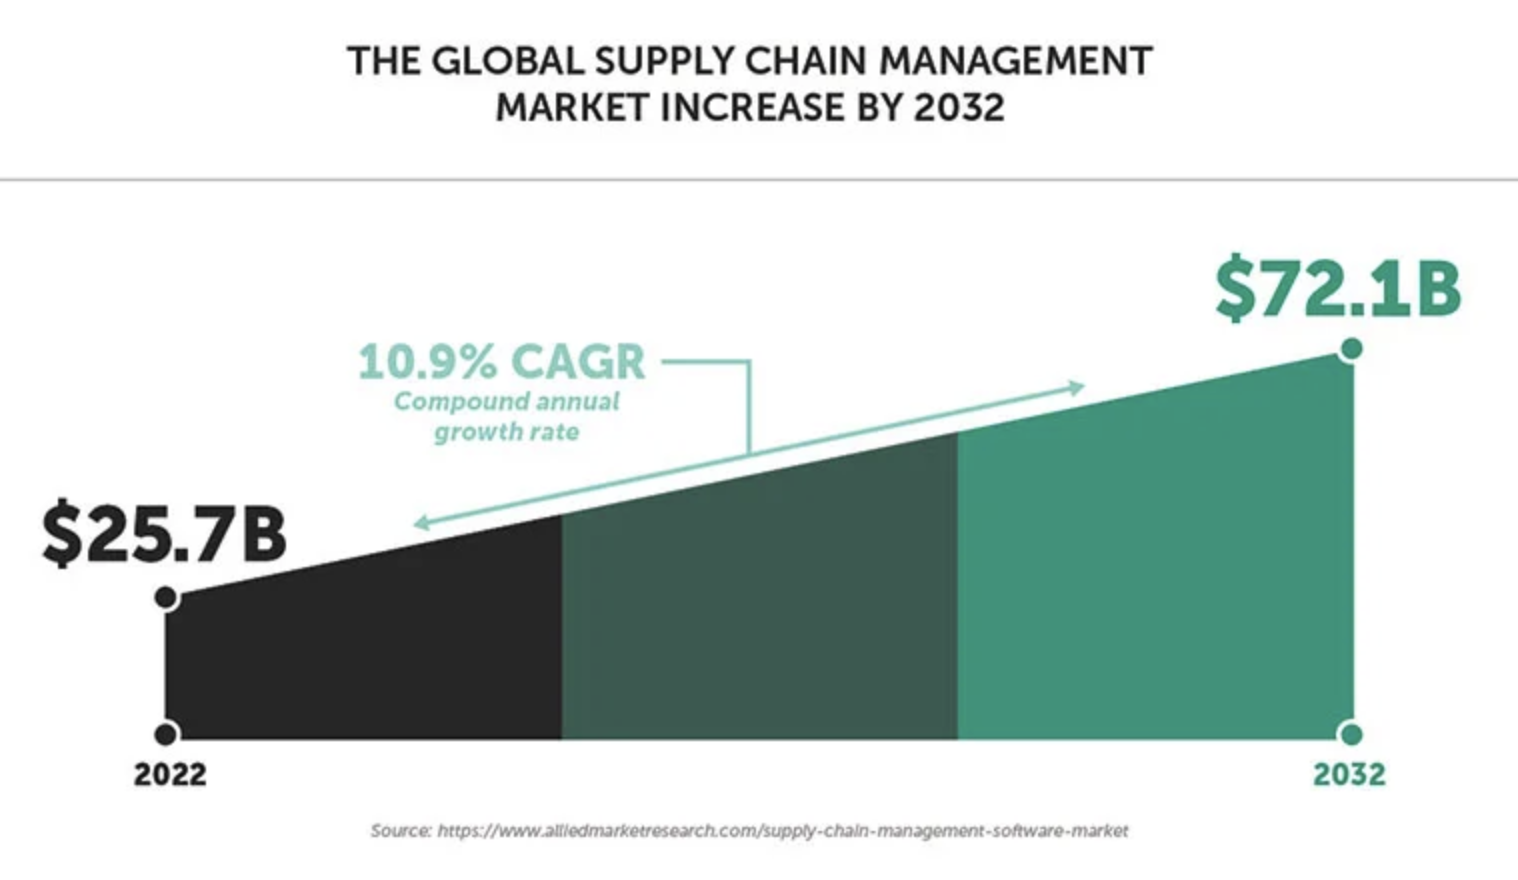 THE GLOBAL SUPPLY CHAIN MANAGEMENT
MARKET INCREASE BY 2032
$72.1B
10.9% CAGR
Compound annual
growth rate
$25.7B
2022
2032
Source: https://www.alliedmarketresearch.com/supply-chain-management-software-market